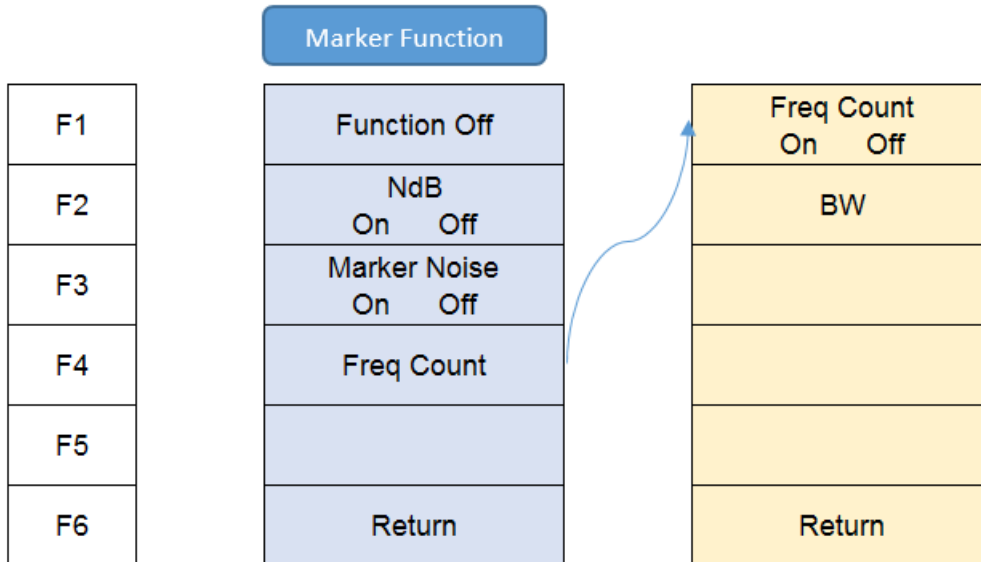 Marker Function
F1
Function Off
Freq Count
On Off
F2
NdB
On Off
BW
F3
Marker Noise
On Off
F4
Freq Count
F5
F6
Return
Return